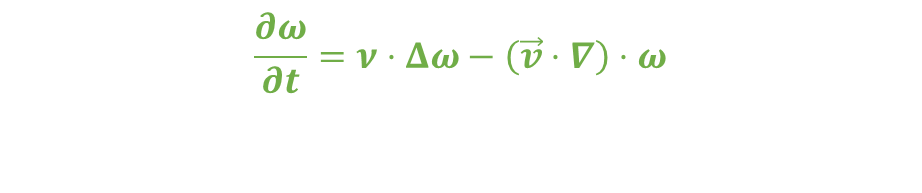 ∂ω/∂t = ν · Δω − (v⃗ · ∇) · ω